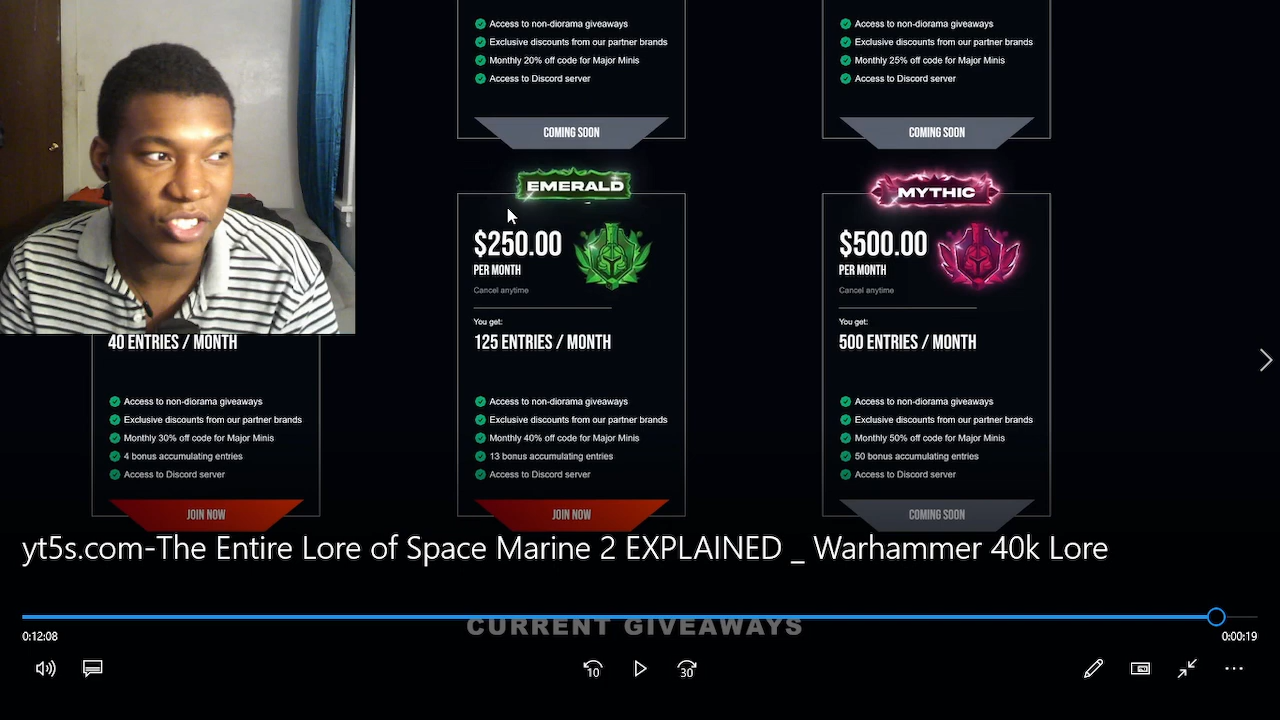 Access to non-diorama giveaways
Exclusive discounts from our partner brands
Monthly 20% off code for Major Minis
Access to Discord server
COMING SOON
Access to non-diorama giveaways
Exclusive discounts from our partner brands
Monthly 25% off code for Major Minis
Access to Discord server
COMING SOON
40 ENTRIES / MONTH
Access to non-diorama giveaways
Exclusive discounts from our partner brands
Monthly 30% off code for Major Minis
4 bonus accumulating entries
Access to Discord server
JOIN NOW
EMERALD
$250.00
PER MONTH
Cancel anytime
You get:
125 ENTRIES / MONTH
Access to non-diorama giveaways
Exclusive discounts from our partner brands
Monthly 40% off code for Major Minis
13 bonus accumulating entries
Access to Discord server
JOIN NOW
MYTHIC
$500.00
PER MONTH
Cancel anytime
You get:
500 ENTRIES / MONTH
Access to non-diorama giveaways
Exclusive discounts from our partner brands
Monthly 50% off code for Major Minis
50 bonus accumulating entries
Access to Discord server
COMING SOON
yt5s.com-The Entire Lore of Space Marine 2 EXPLAINED _ Warhammer 40k Lore
CURRENT GIVEAWAYS
0:12:08
0:00:19
10
30